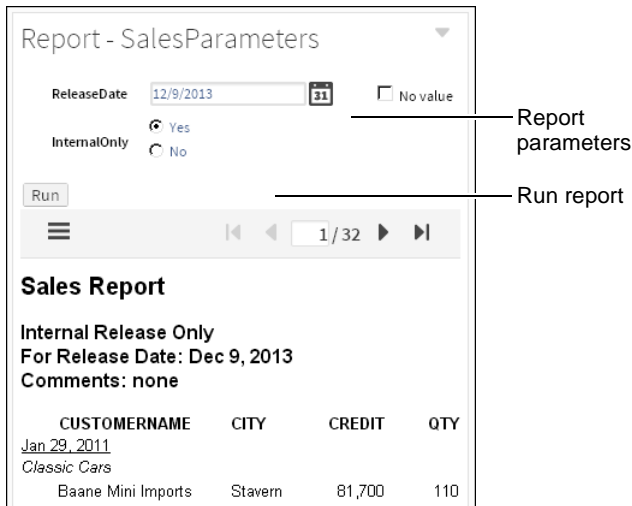 Report - SalesParameters
ReleaseDate 12/9/2013 31 No value
Yes
InternalOnly
No
Report
parameters
Run
Run report
1 / 32
Sales Report
Internal Release Only
For Release Date: Dec 9, 2013
Comments: none
CUSTOMERNAME CITY CREDIT QTY
Jan 29, 2011
Classic Cars
Baane Mini Imports Stavern 81,700 110